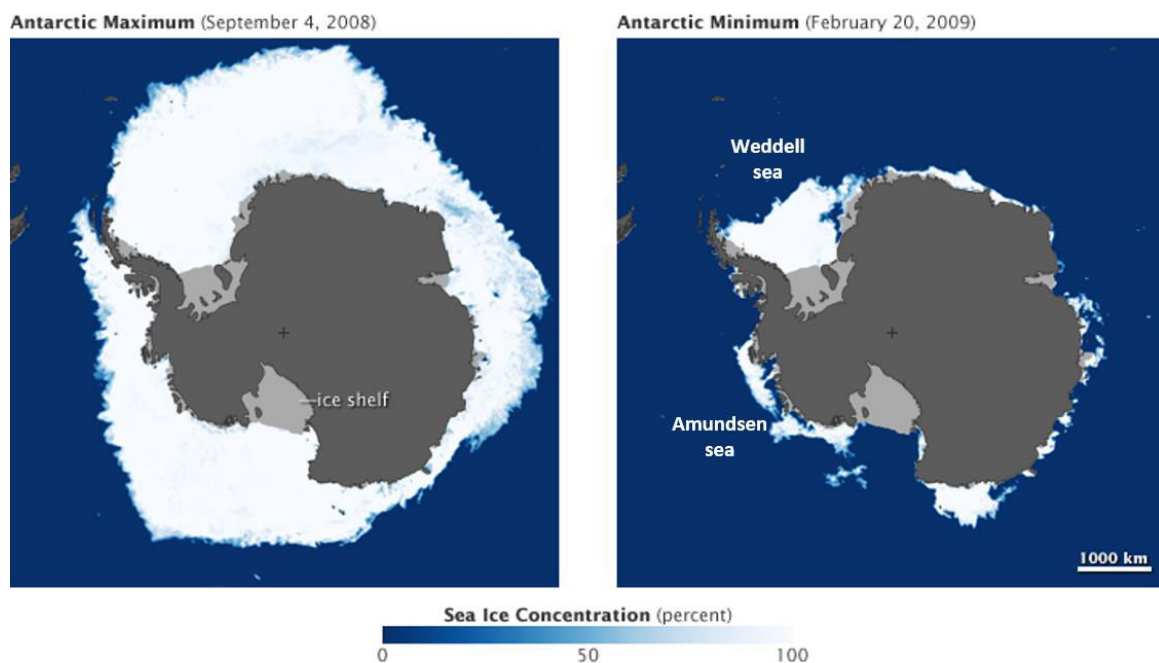 Antarctic Maximum (September 4, 2008)
Antarctic Minimum (February 20, 2009)
Weddell
sea
ice shelf
Amundsen
sea
1000 km
Sea Ice Concentration (percent)
0 50 100